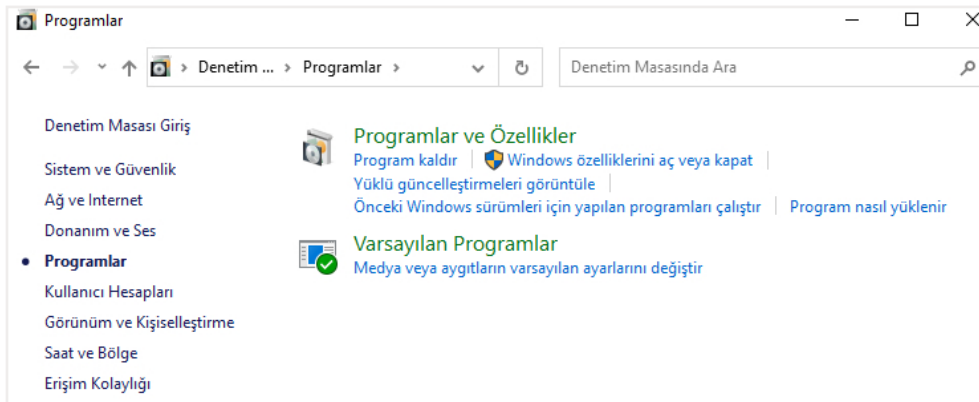 Programlar
Denetim ... > Programlar >
Denetim Masasında Ara
Denetim Masası Giriş
Sistem ve Güvenlik
Ağ ve Internet
Donanım ve Ses
Programlar
Kullanıcı Hesapları
Görünüm ve Kişiselleştirme
Saat ve Bölge
Erişim Kolaylığı
Programlar ve Özellikler
Program kaldır | Windows özelliklerini aç veya kapat |
Yüklü güncelleştirmeleri görüntüle |
Önceki Windows sürümleri için yapılan programları çalıştır | Program nasıl yüklenir
Varsayılan Programlar
Medya veya aygıtların varsayılan ayarlarını değiştir